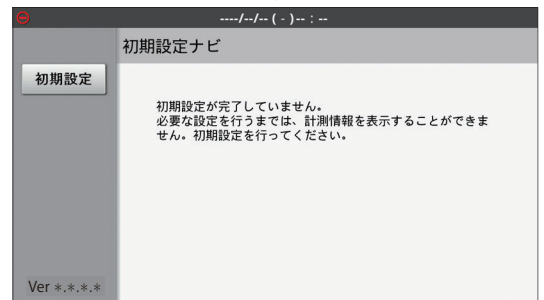 ----/--/-- ( - )-- : --
初期設定ナビ
初期設定
初期設定が完了していません。
必要な設定を行うまでは、計測情報を表示することができま
せん。初期設定を行ってください。
Ver *.*.*.*